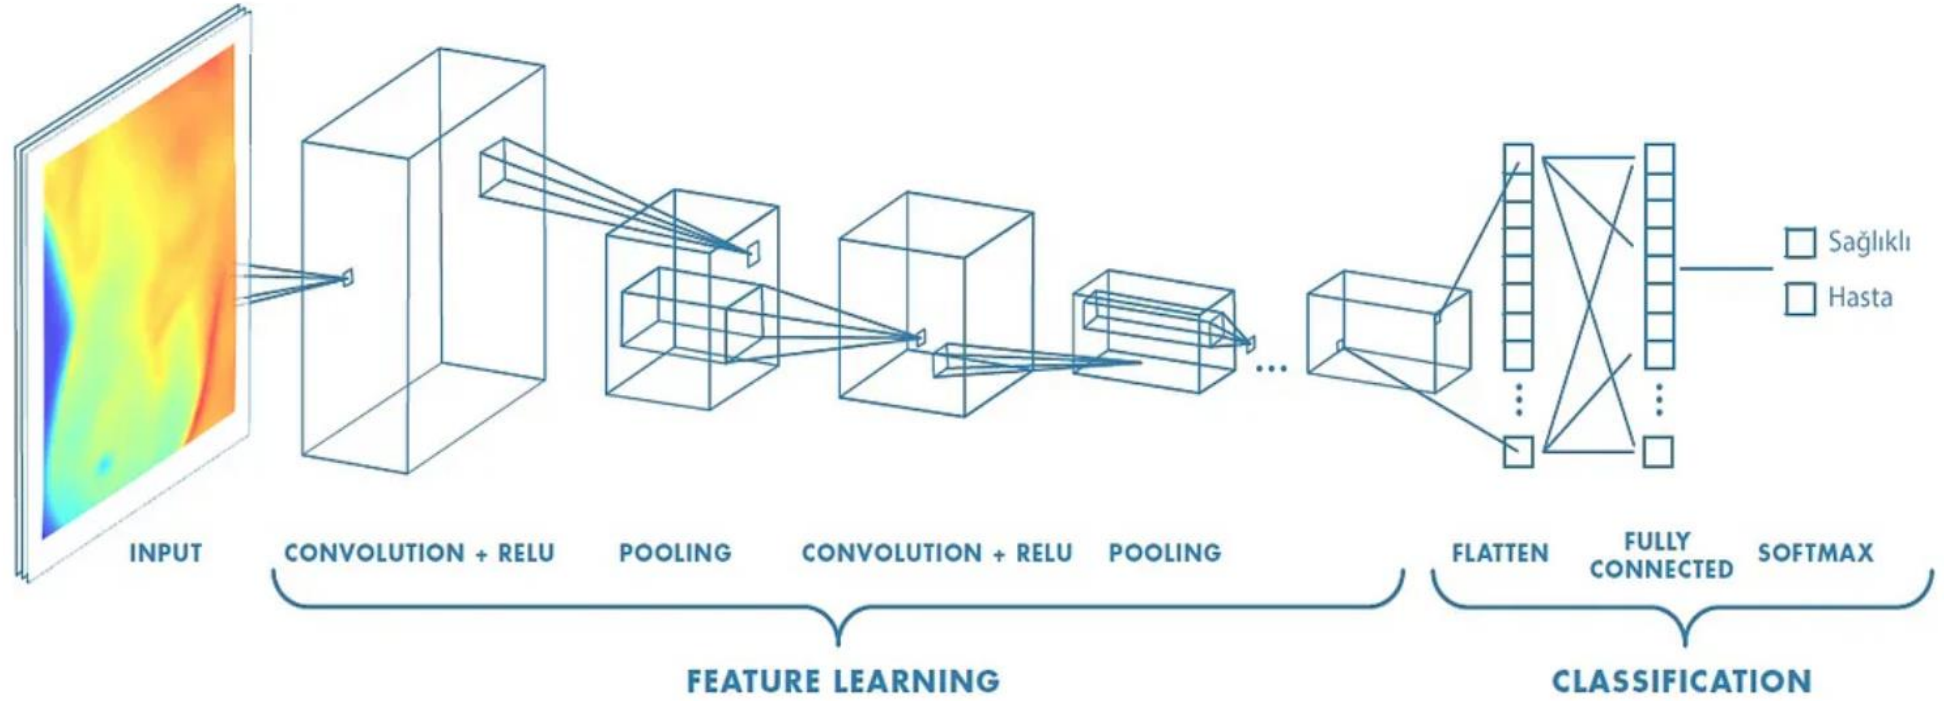 Sağlıklı
Hasta
INPUT
CONVOLUTION + RELU
POOLING
CONVOLUTION + RELU
POOLING
FLATTEN
FULLY
CONNECTED
SOFTMAX
FEATURE LEARNING
CLASSIFICATION